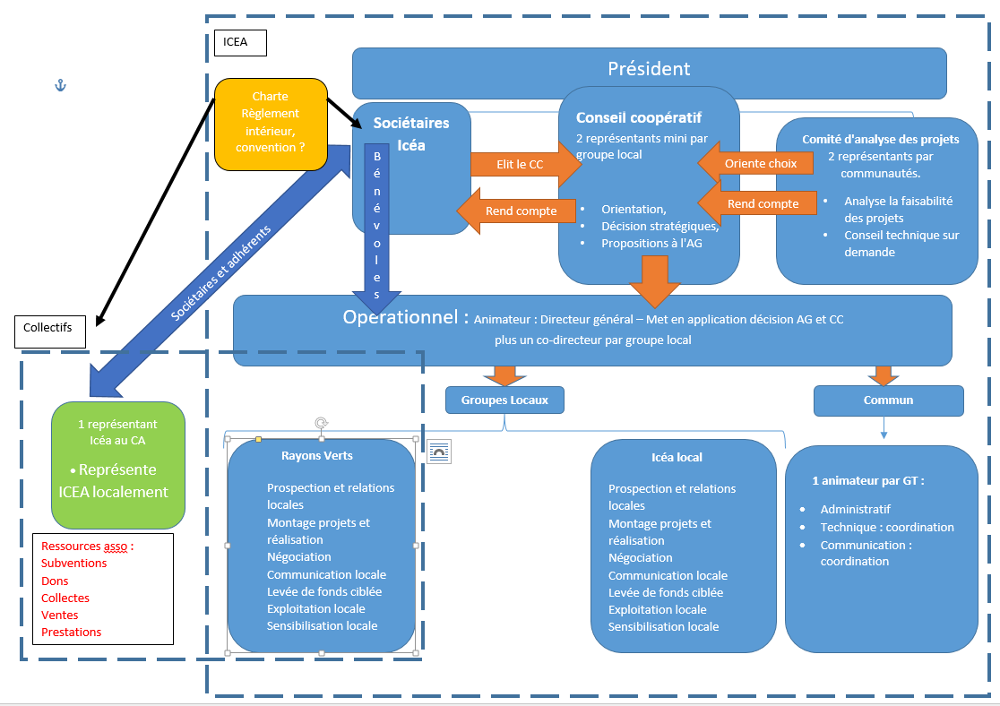 ICEA
Président
Charte
Règlement
intérieur,
convention ?
Sociétaires
Icéa
Bénévoles
Elit le CC
Rend compte
Conseil coopératif
2 représentants mini par
groupe local
• Orientation,
• Décision stratégiques,
• Propositions à l'AG
Oriente choix
Rend compte
Comité d'analyse des projets
2 représentants par
communautés.
• Analyse la faisabilité
des projets
• Conseil technique sur
demande
Sociétaires et adhérents
Opérationnel : Animateur : Directeur général – Met en application décision AG et CC
plus un co-directeur par groupe local
Collectifs
1 représentant
Icéa au CA
• Représente
ICEA localement
Ressources asso :
Subventions
Dons
Collectes
Ventes
Prestations
Groupes Locaux
Commun
Rayons Verts
Prospection et relations
locales
Montage projets et
réalisation
Négociation
Communication locale
Levée de fonds ciblée
Exploitation locale
Sensibilisation locale
Icéa local
Prospection et relations
locales
Montage projets et
réalisation
Négociation
Communication locale
Levée de fonds ciblée
Exploitation locale
Sensibilisation locale
1 animateur par GT :
• Administratif
• Technique : coordination
• Communication :
coordination